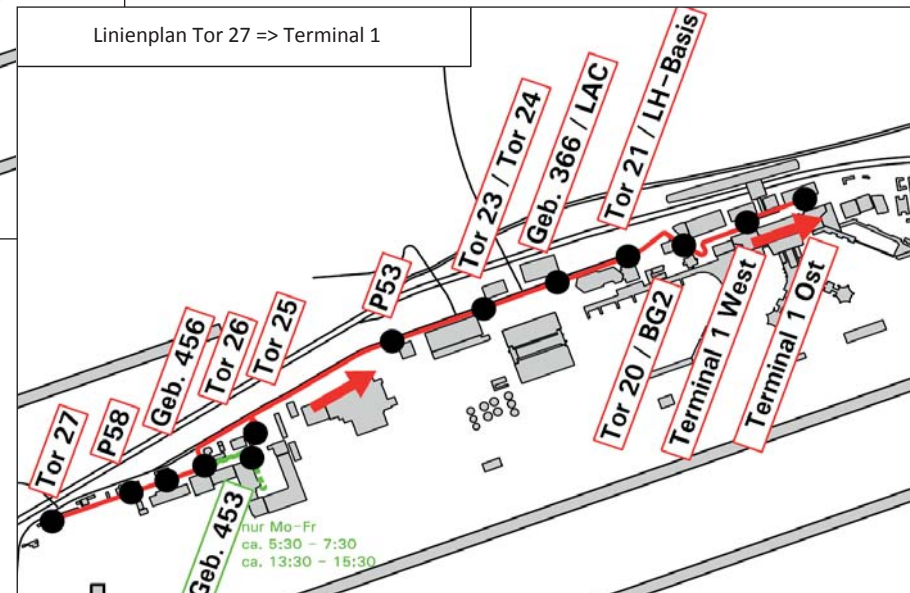 Linienplan Tor 27 => Terminal 1
Tor 27
P58
Geb. 456
Tor 26
Tor 25
P53
Tor 23 / Tor 24
Geb. 366 / LAC
Tor 21 / LH-Basis
Tor 20 / BG2
Terminal 1 West
Terminal 1 Ost
Geb. 453
nur Mo-Fr
ca. 5:30 - 7:30
ca. 13:30 - 15:30